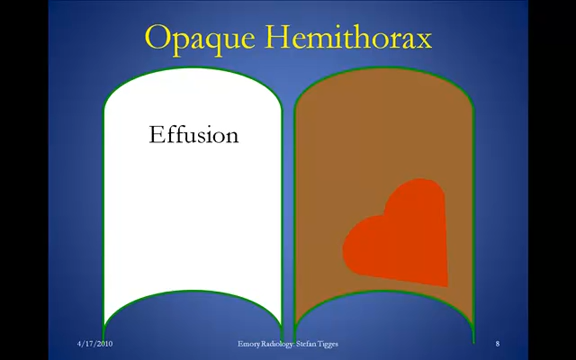 Opaque Hemithorax
Effusion
4/17/2010
Emory Radiology: Stefan Tigges
8